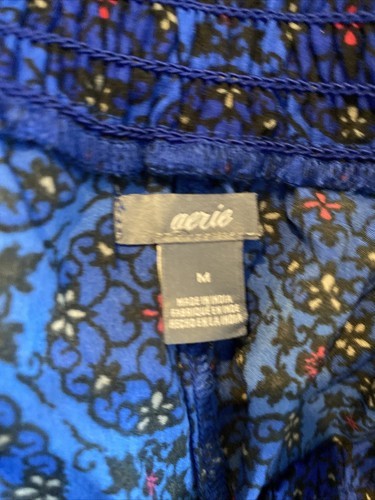 aerie
M
MADE IN INDIA
FABRIQUÉ EN INDE
HECHO EN LA INDIA